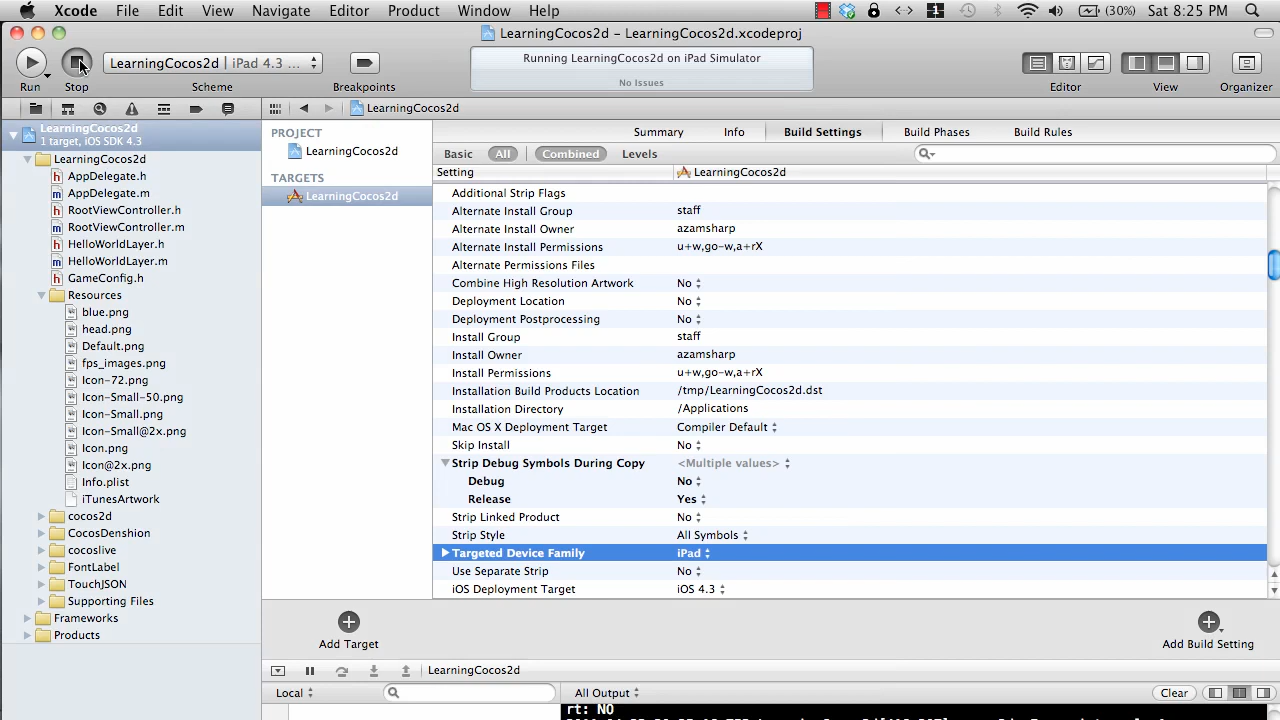 Xcode File Edit View Navigate Editor Product Window Help 1 (30%) Sat 8:25 PM
LearningCocos2d – LearningCocos2d.xcodeproj
LearningCocos2d | iPad 4.3 ...
Running LearningCocos2d on iPad Simulator
No Issues
Run Stop Scheme Breakpoints Editor View Organizer
LearningCocos2d
LearningCocos2d
1 target, iOS SDK 4.3
LearningCocos2d
AppDelegate.h
AppDelegate.m
RootViewController.h
RootViewController.m
HelloWorldLayer.h
HelloWorldLayer.m
GameConfig.h
Resources
blue.png
head.png
Default.png
fps_images.png
Icon-72.png
Icon-Small-50.png
Icon-Small.png
Icon-Small@2x.png
Icon.png
Icon@2x.png
Info.plist
iTunesArtwork
cocos2d
CocosDenshion
cocoslive
FontLabel
TouchJSON
Supporting Files
Frameworks
Products
PROJECT
LearningCocos2d
TARGETS
LearningCocos2d
Summary Info Build Settings Build Phases Build Rules
Basic All Combined Levels
Setting LearningCocos2d
Additional Strip Flags
Alternate Install Group staff
Alternate Install Owner azamsharp
Alternate Install Permissions u+w,go-w,a+rX
Alternate Permissions Files
Combine High Resolution Artwork No
Deployment Location No
Deployment Postprocessing No
Install Group staff
Install Owner azamsharp
Install Permissions u+w,go-w,a+rX
Installation Build Products Location /tmp/LearningCocos2d.dst
Installation Directory /Applications
Mac OS X Deployment Target Compiler Default
Skip Install No
Strip Debug Symbols During Copy <Multiple values>
Debug No
Release Yes
Strip Linked Product No
Strip Style All Symbols
Targeted Device Family iPad
Use Separate Strip No
iOS Deployment Target iOS 4.3
Add Target Add Build Setting
LearningCocos2d
Local All Output Clear
rt: NO